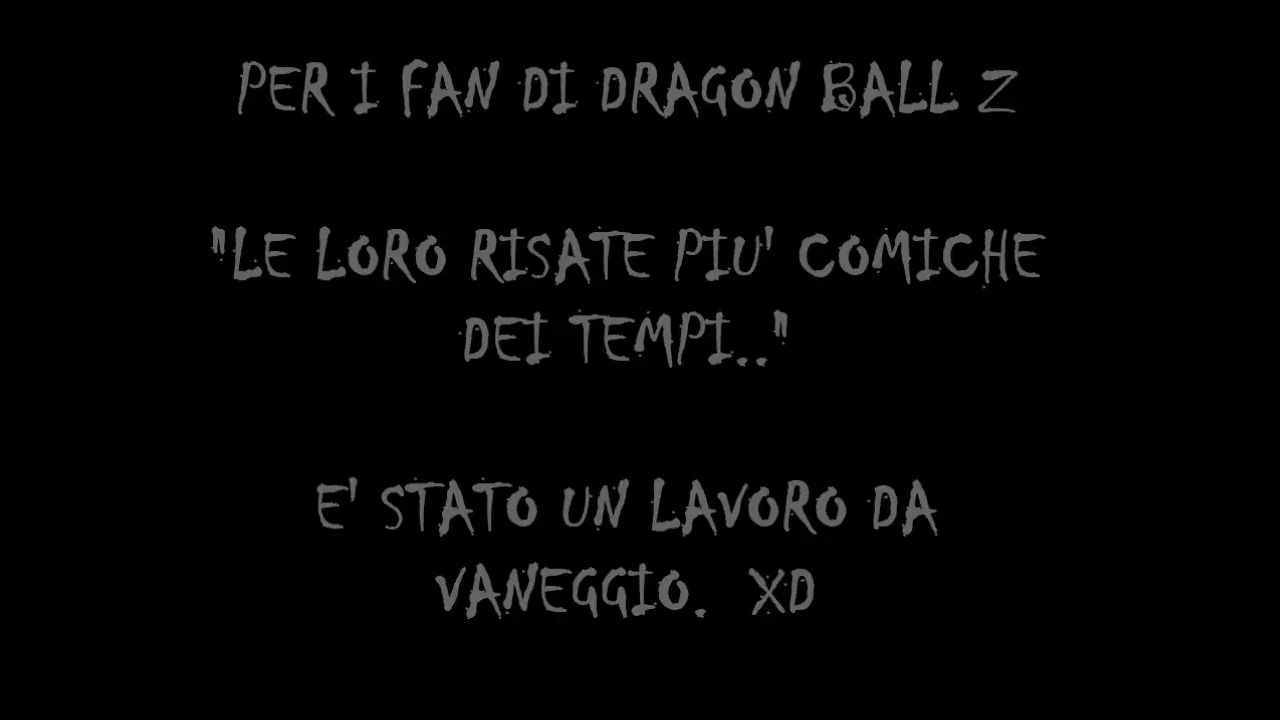 PER I FAN DI DRAGON BALL Z
"LE LORO RISATE PIU' COMICHE
DEI TEMPI.."
E' STATO UN LAVORO DA
VANEGGIO. XD